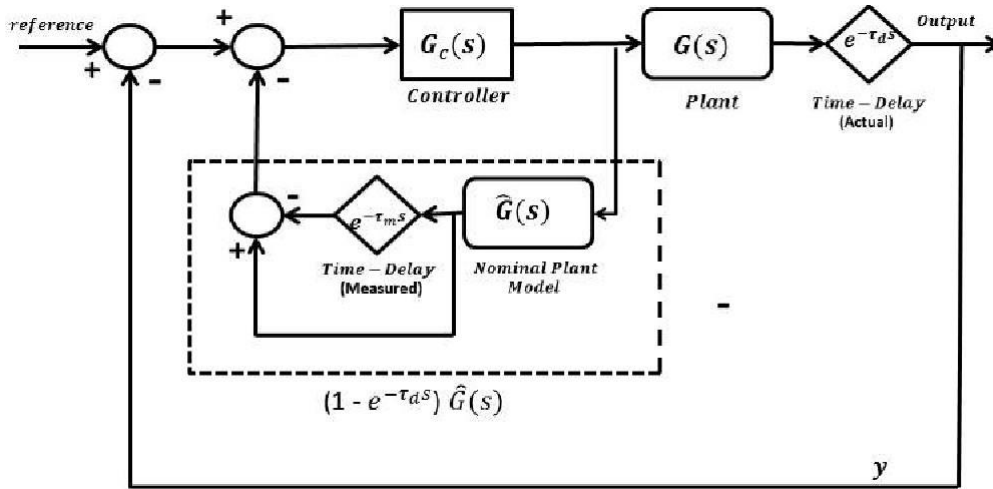 reference
+
-
+
-
G_c(s)
Controller
G(s)
Plant
e^{-τ_d s}
Time-Delay
(Actual)
Output
-
+
e^{-τ_m s}
Time-Delay
(Measured)
Ĝ(s)
Nominal Plant
Model
-
(1 - e^{-τ_d s}) Ĝ(s)
y